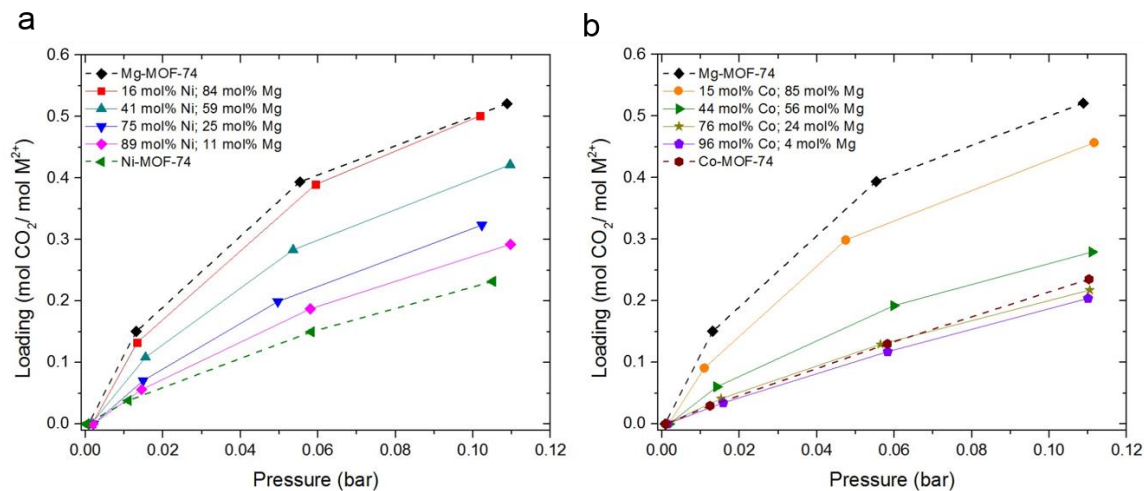 a
0.6
0.5
0.4
0.3
0.2
0.1
0.0
Loading (mol CO₂/ mol M²⁺)
Mg-MOF-74
16 mol% Ni; 84 mol% Mg
41 mol% Ni; 59 mol% Mg
75 mol% Ni; 25 mol% Mg
89 mol% Ni; 11 mol% Mg
Ni-MOF-74
0.00 0.02 0.04 0.06 0.08 0.10 0.12
Pressure (bar)
b
0.6
0.5
0.4
0.3
0.2
0.1
0.0
Loading (mol CO₂/ mol M²⁺)
Mg-MOF-74
15 mol% Co; 85 mol% Mg
44 mol% Co; 56 mol% Mg
76 mol% Co; 24 mol% Mg
96 mol% Co; 4 mol% Mg
Co-MOF-74
0.00 0.02 0.04 0.06 0.08 0.10 0.12
Pressure (bar)